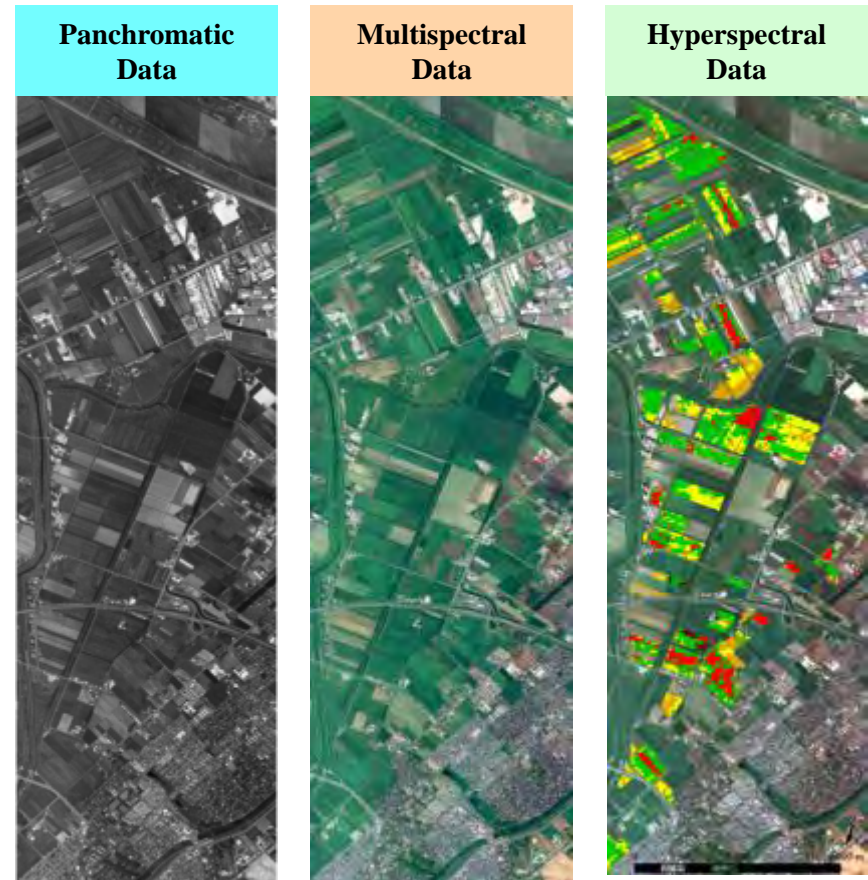 Panchromatic
Data
Multispectral
Data
Hyperspectral
Data